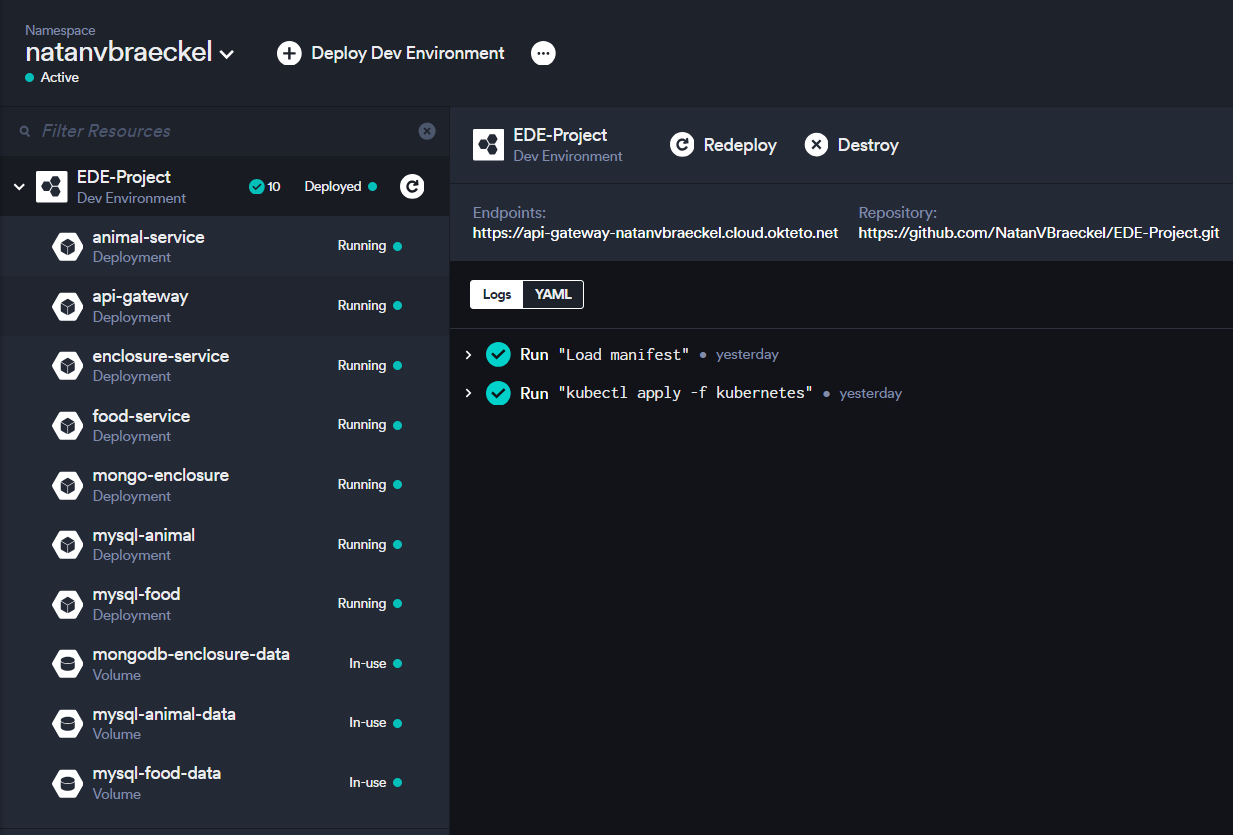 Namespace
natanvbraeckel
Active
Deploy Dev Environment
Filter Resources
EDE-Project
Dev Environment
10
Deployed
animal-service
Deployment
Running
api-gateway
Deployment
Running
enclosure-service
Deployment
Running
food-service
Deployment
Running
mongo-enclosure
Deployment
Running
mysql-animal
Deployment
Running
mysql-food
Deployment
Running
mongodb-enclosure-data
Volume
In-use
mysql-animal-data
Volume
In-use
mysql-food-data
Volume
In-use
EDE-Project
Dev Environment
Redeploy
Destroy
Endpoints:
https://api-gateway-natanvbraeckel.cloud.okteto.net
Repository:
https://github.com/NatanVBraeckel/EDE-Project.git
Logs
YAML
Run "Load manifest" • yesterday
Run "kubectl apply -f kubernetes" • yesterday